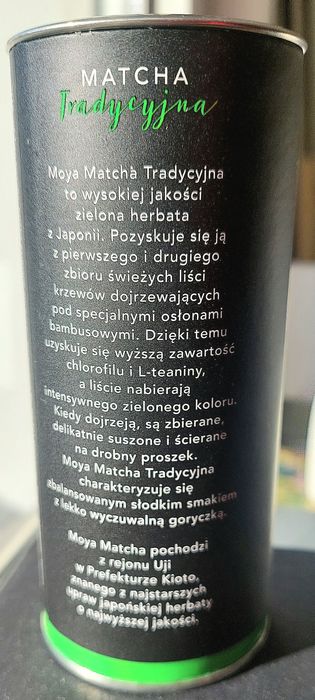 MATCHA
Tradycyjna
Moya Matcha Tradycyjna
to wysokiej jakości
zielona herbata
z Japonii. Pozyskuje się ją
z pierwszego i drugiego
zbioru świeżych liści
krzewów dojrzewających
pod specjalnymi osłonami
bambusowymi. Dzięki temu
uzyskuje się wyższą zawartość
chlorofilu i L-teaniny,
a liście nabierają
intensywnego zielonego koloru.
Kiedy dojrzeją, są zbierane,
delikatnie suszone i ścierane
na drobny proszek.
Moya Matcha Tradycyjna
charakteryzuje się
zbalansowanym słodkim smakiem
z lekko wyczuwalną goryczką.
Moya Matcha pochodzi
z rejonu Uji
w Prefekturze Kioto,
znanego z najstarszych
upraw japońskiej herbaty
o najwyższej jakości.